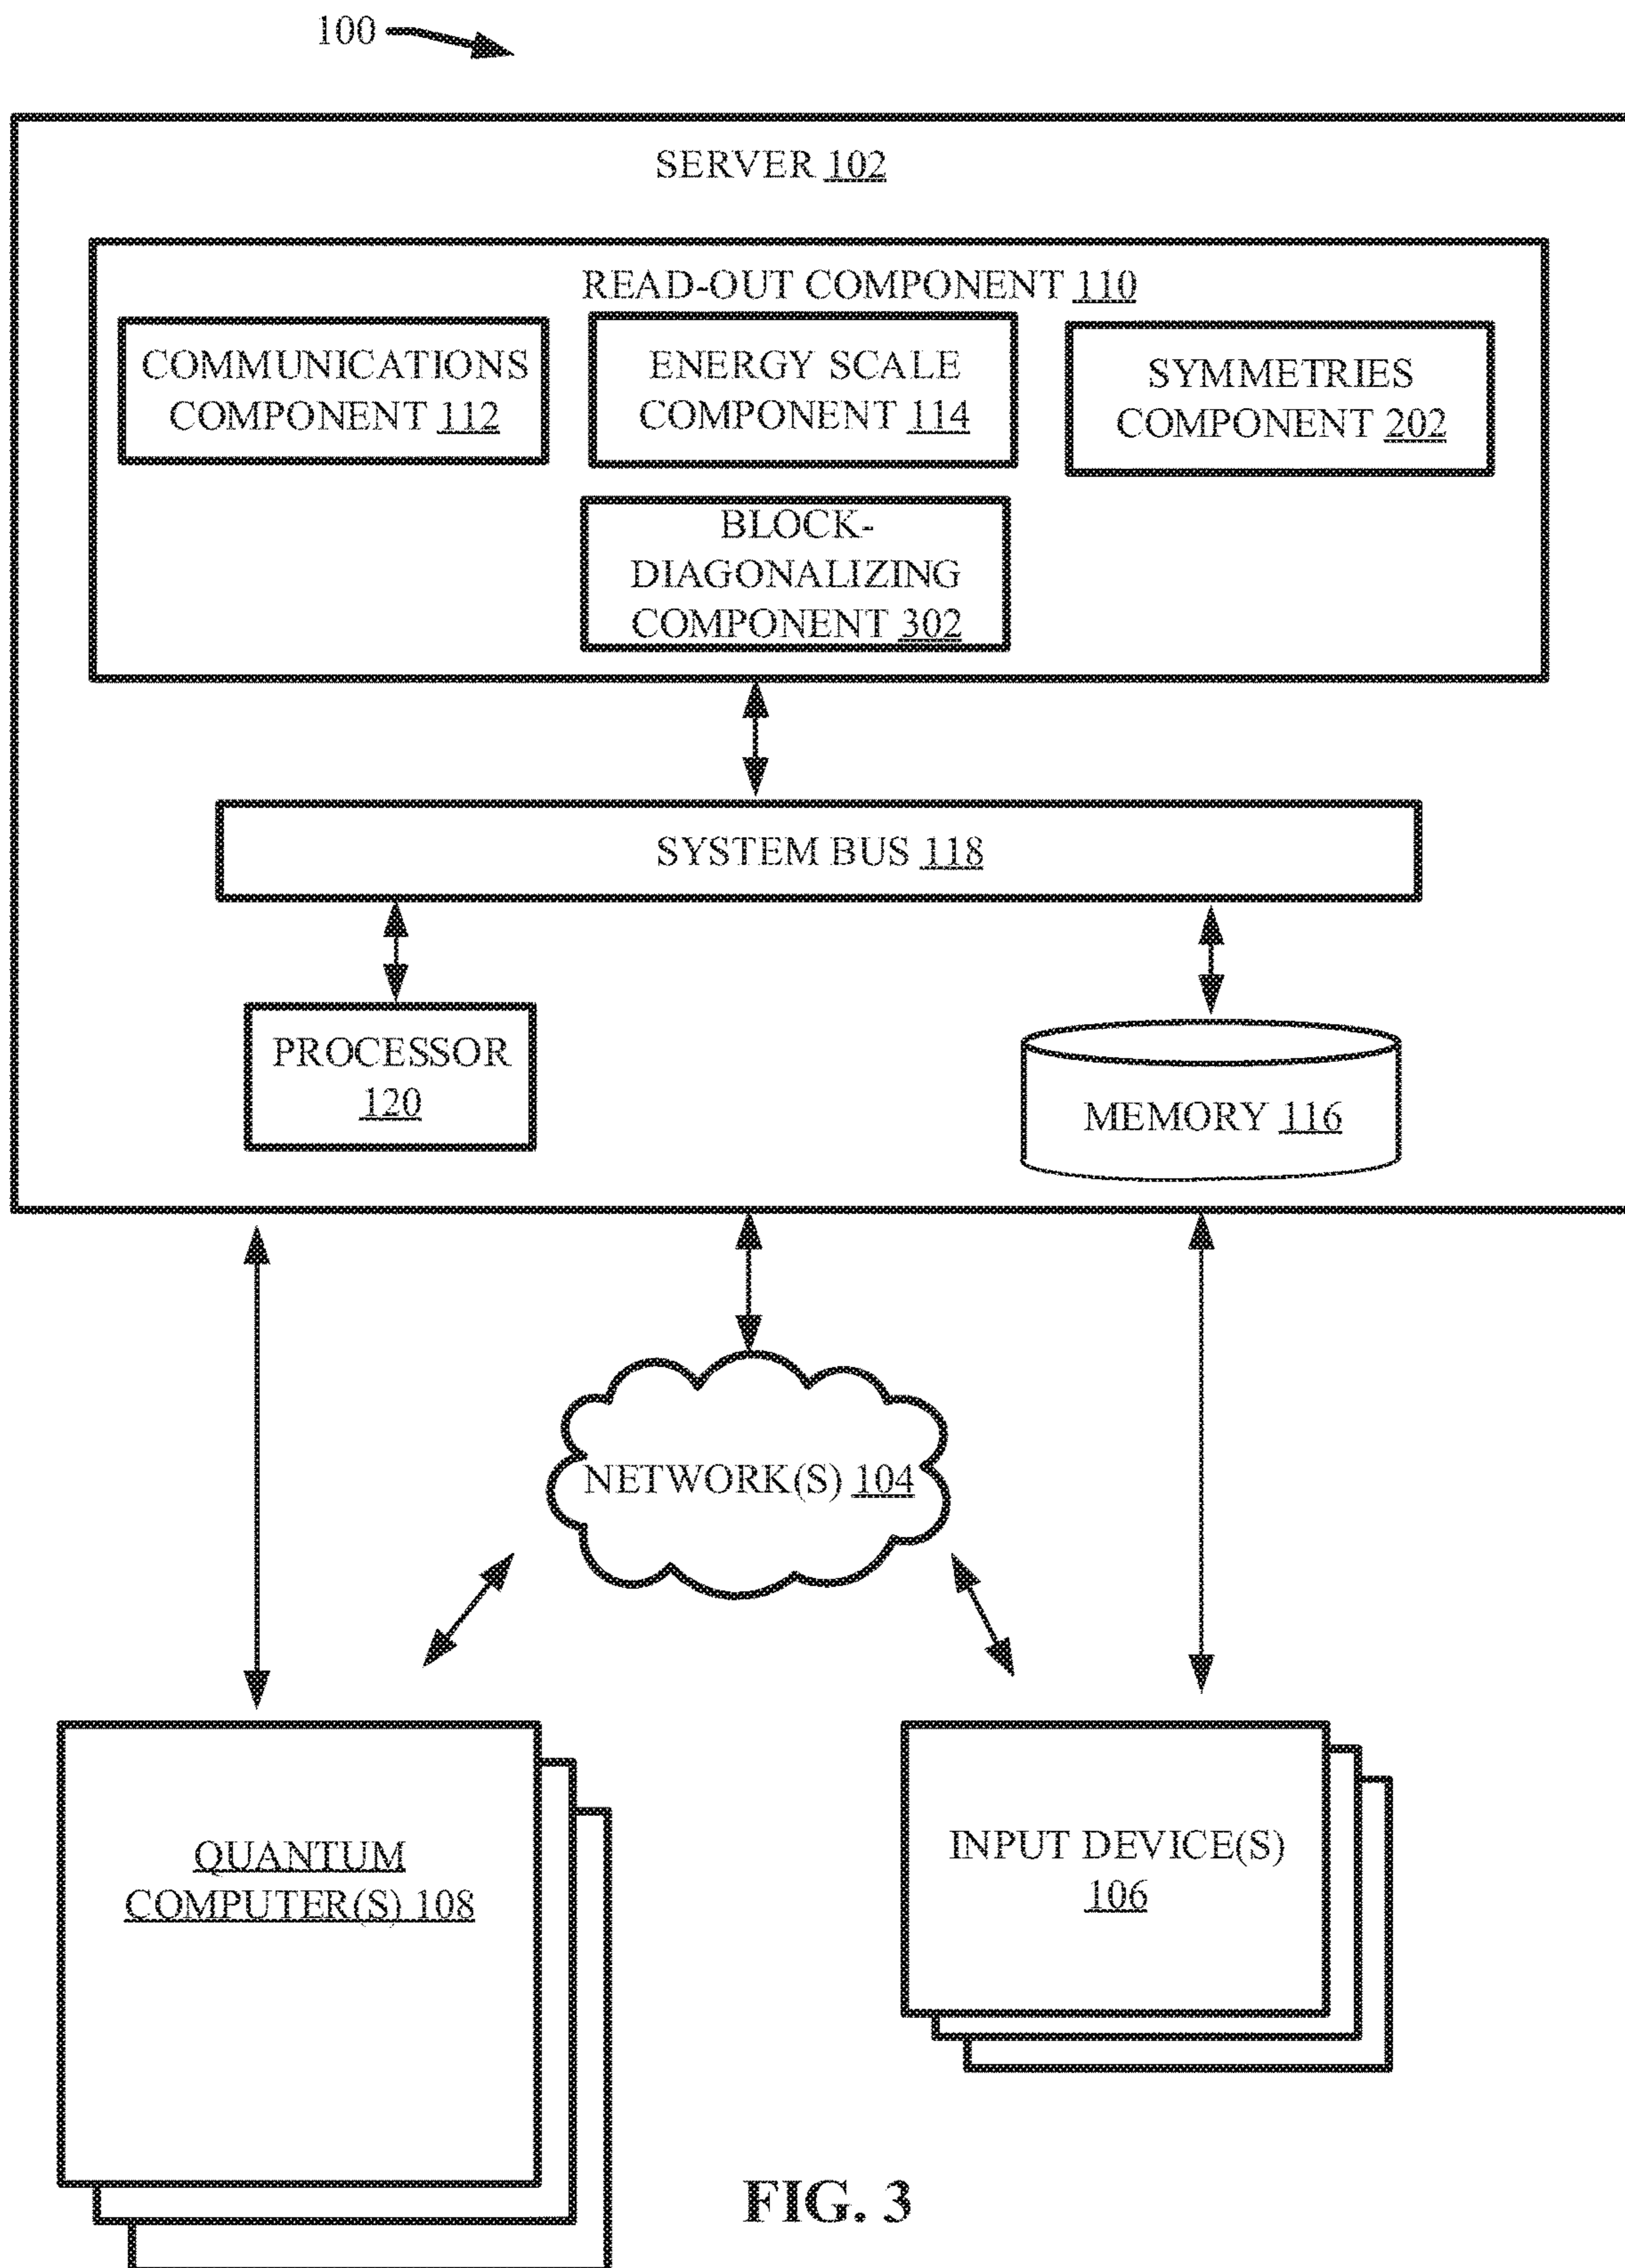 100
SERVER 102
READ-OUT COMPONENT 110
COMMUNICATIONS
COMPONENT 112
ENERGY SCALE
COMPONENT 114
SYMMETRIES
COMPONENT 202
BLOCK-
DIAGONALIZING
COMPONENT 302
SYSTEM BUS 118
PROCESSOR
120
MEMORY 116
NETWORK(S) 104
QUANTUM
COMPUTER(S) 108
INPUT DEVICE(S)
106
FIG. 3